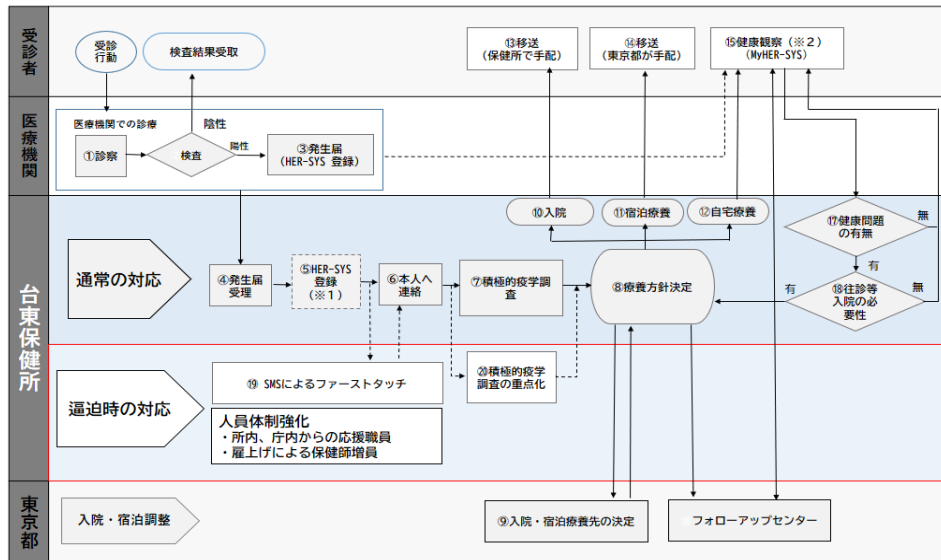 受診者
受診
行動
検査結果受取
⑬移送
(保健所で手配)
⑭移送
(東京都が手配)
⑮健康観察(※2)
(MyHER-SYS)
医療機関
医療機関での診療
陰性
①診察
検査
陽性
③発生届
(HER-SYS 登録)
台東保健所
⑩入院
⑪宿泊療養
⑫自宅療養
⑰健康問題
の有無
無
有
通常の対応
④発生届
受理
⑤HER-SYS
登録
(※1)
⑥本人へ
連絡
⑦積極的疫学調
査
⑧療養方針決定
有
⑱往診等
入院の必
要性
無
逼迫時の対応
⑲ SMSによるファーストタッチ
⑳積極的疫学
調査の重点化
人員体制強化
・所内、庁内からの応援職員
・雇上げによる保健師増員
東京都
入院・宿泊調整
⑨入院・宿泊療養先の決定
フォローアップセンター